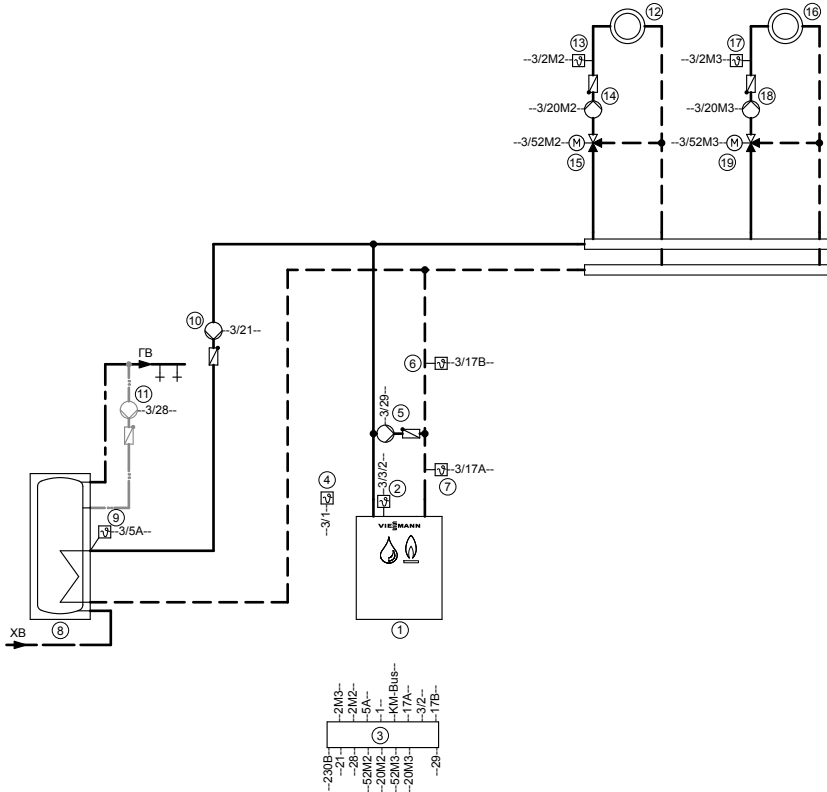 12
16
13
17
--3/2M2--
--3/2M3--
14
18
--3/20M2--
--3/20M3--
--3/52M2--
M
--3/52M3--
M
15
19
10
--3/21--
ГВ
6
--3/17B--
11
--3/28--
--3/29--
5
4
--3/3/2--
2
--3/17A--
7
--3/1--
9
--3/5A--
VIESMANN
ХВ
8
1
--2M3--
--2M2--
--5A--
--1--
--KM-Bus--
--17A--
--3/2--
--17B--
3
--230В--
--21--
--28--
--52M2--
--20M2--
--52M3--
--20M3--
--29--